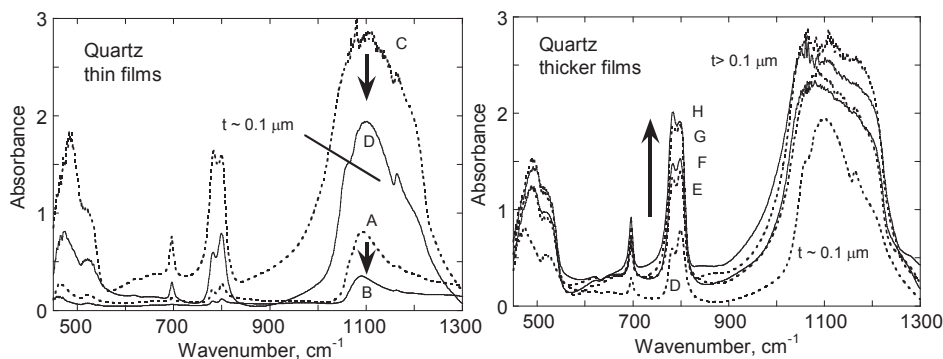 Quartz
thin films
C
D
t ~ 0.1 μm
A
B
3
2
1
0
Absorbance
450 700 900 1100 1300
Wavenumber, cm-1
Quartz
thicker films
t> 0.1 μm
H
G
F
E
D
t ~ 0.1 μm
3
2
1
0
Absorbance
500 700 900 1100 1300
Wavenumber, cm-1